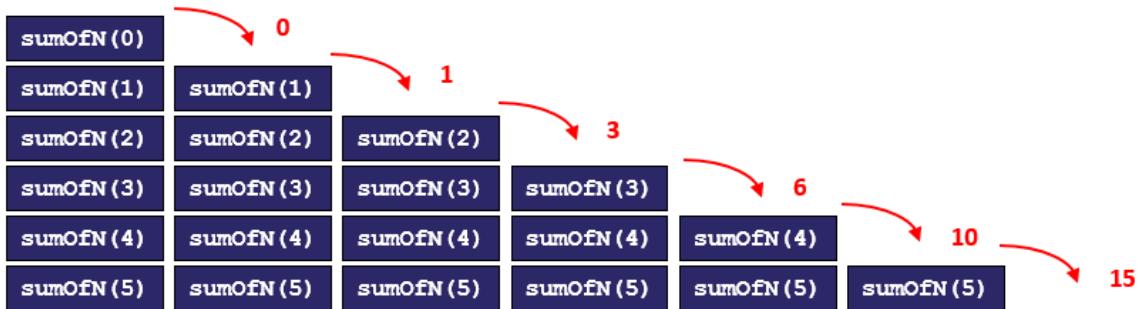 sumOfN(0) 0
sumOfN(1) sumOfN(1) 1
sumOfN(2) sumOfN(2) sumOfN(2) 3
sumOfN(3) sumOfN(3) sumOfN(3) sumOfN(3) 6
sumOfN(4) sumOfN(4) sumOfN(4) sumOfN(4) sumOfN(4) 10
sumOfN(5) sumOfN(5) sumOfN(5) sumOfN(5) sumOfN(5) sumOfN(5) 15